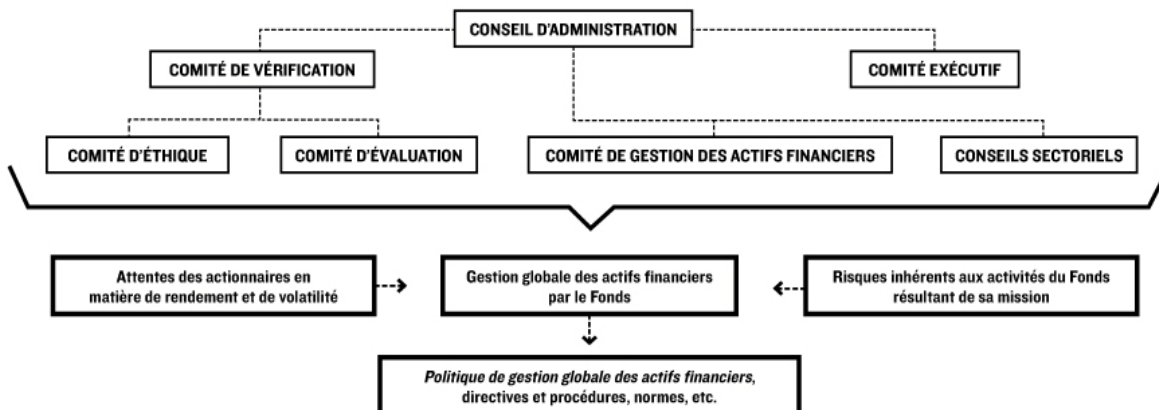 CONSEIL D'ADMINISTRATION
COMITÉ DE VÉRIFICATION
COMITÉ EXÉCUTIF
COMITÉ D'ÉTHIQUE
COMITÉ D'ÉVALUATION
COMITÉ DE GESTION DES ACTIFS FINANCIERS
CONSEILS SECTORIELS
Attentes des actionnaires en
matière de rendement et de volatilité
Gestion globale des actifs financiers
par le Fonds
Risques inhérents aux activités du Fonds
résultant de sa mission
Politique de gestion globale des actifs financiers,
directives et procédures, normes, etc.